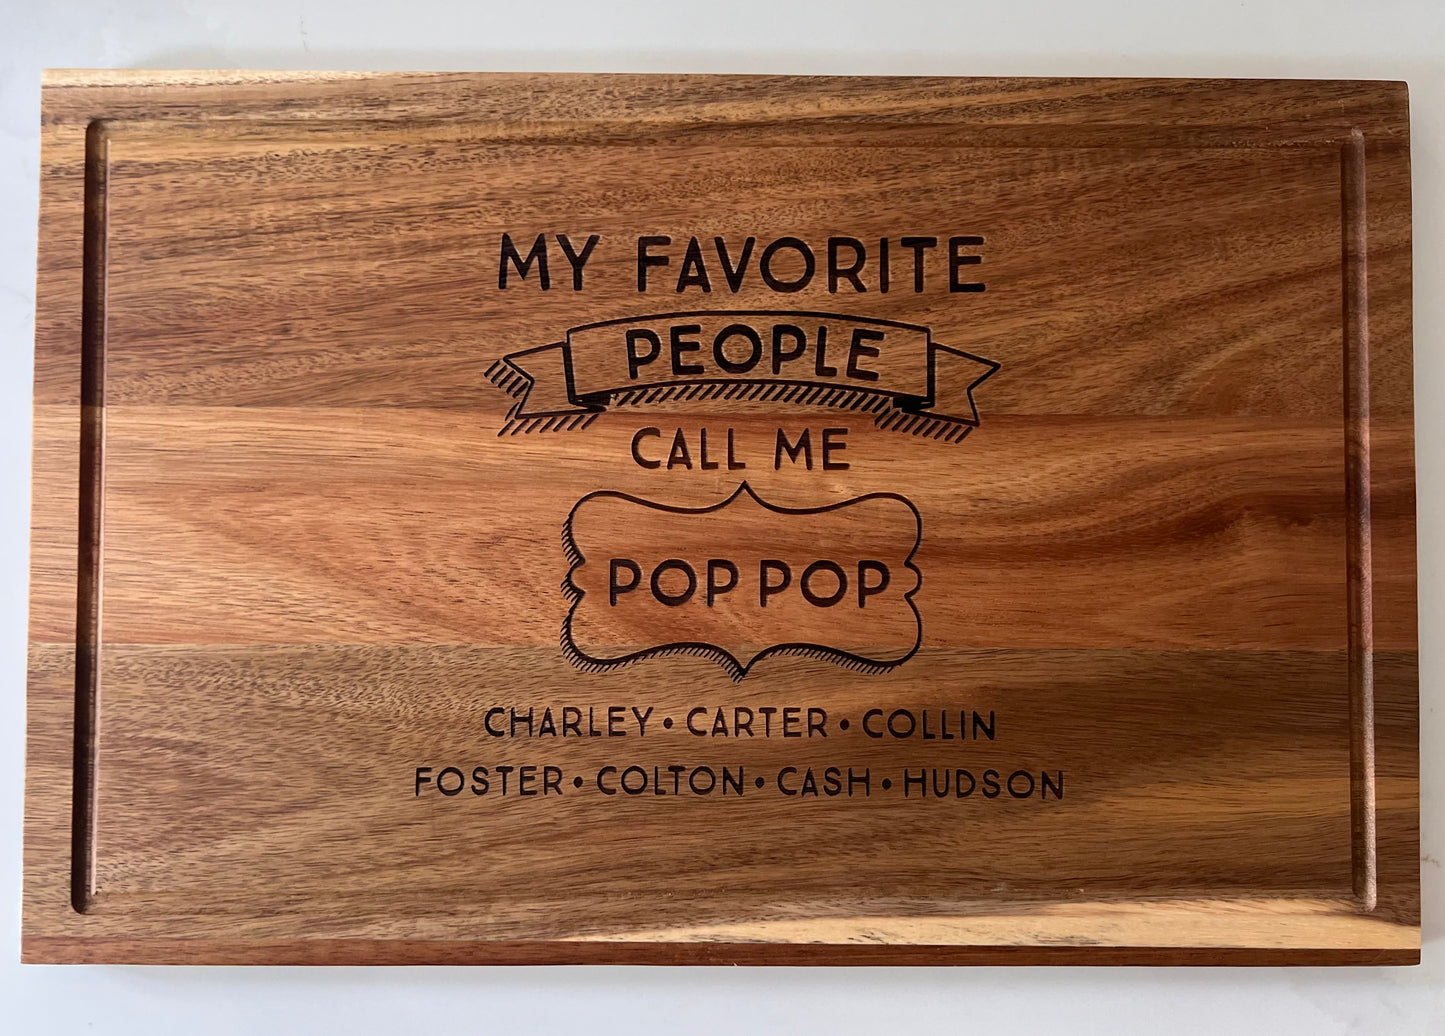 MY FAVORITE
PEOPLE
CALL ME
POP POP
CHARLEY • CARTER • COLLIN
FOSTER • COLTON • CASH • HUDSON